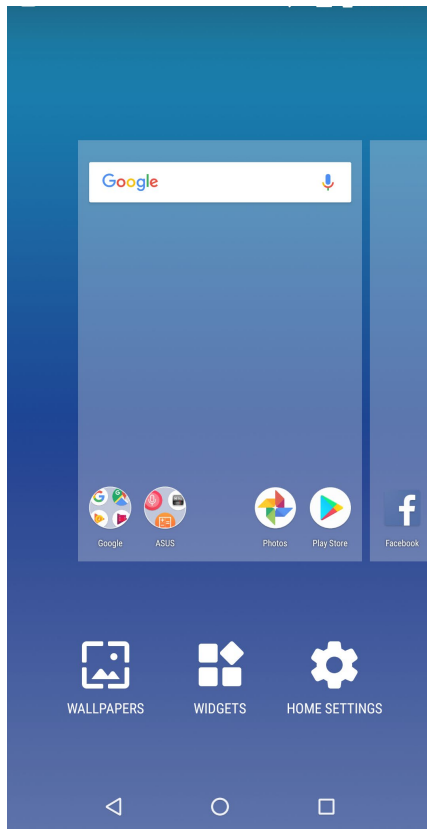 Google
Google
ASUS
Photos
Play Store
Facebook
WALLPAPERS
WIDGETS
HOME SETTINGS